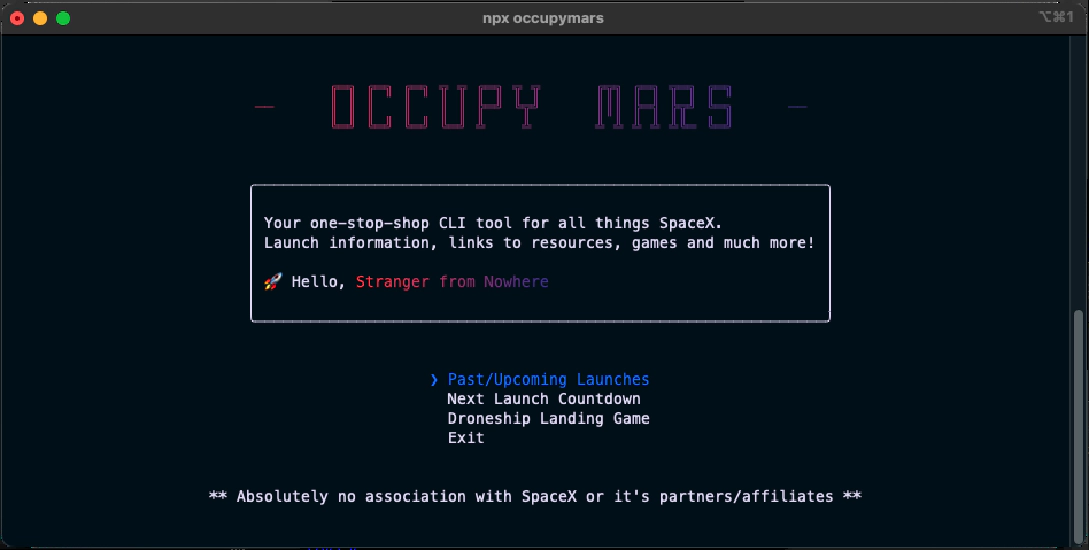 npx occupymars
⌥⌘1
— OCCUPY MARS —
Your one-stop-shop CLI tool for all things SpaceX.
Launch information, links to resources, games and much more!
🚀 Hello, Stranger from Nowhere
❯ Past/Upcoming Launches
Next Launch Countdown
Droneship Landing Game
Exit
** Absolutely no association with SpaceX or it's partners/affiliates **